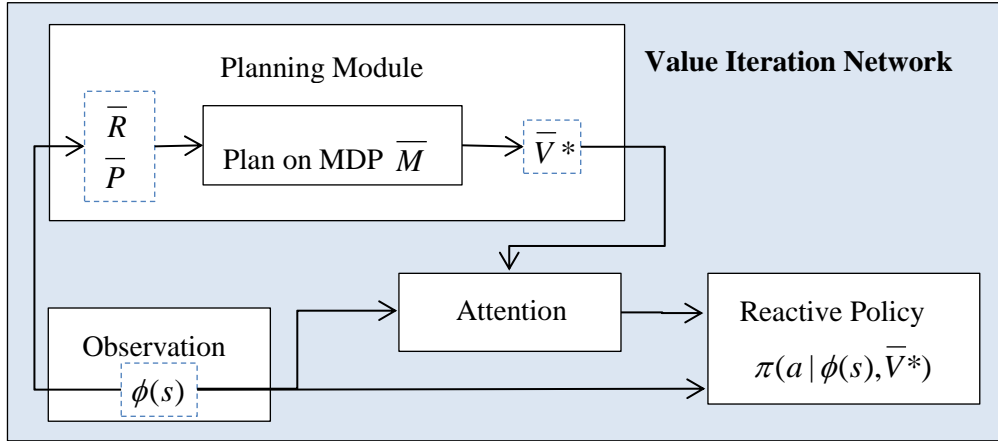 Value Iteration Network
Planning Module
R̅
P̅
Plan on MDP M̅
V̅*
Attention
Observation
ϕ(s)
Reactive Policy
π(a | ϕ(s), V̅*)